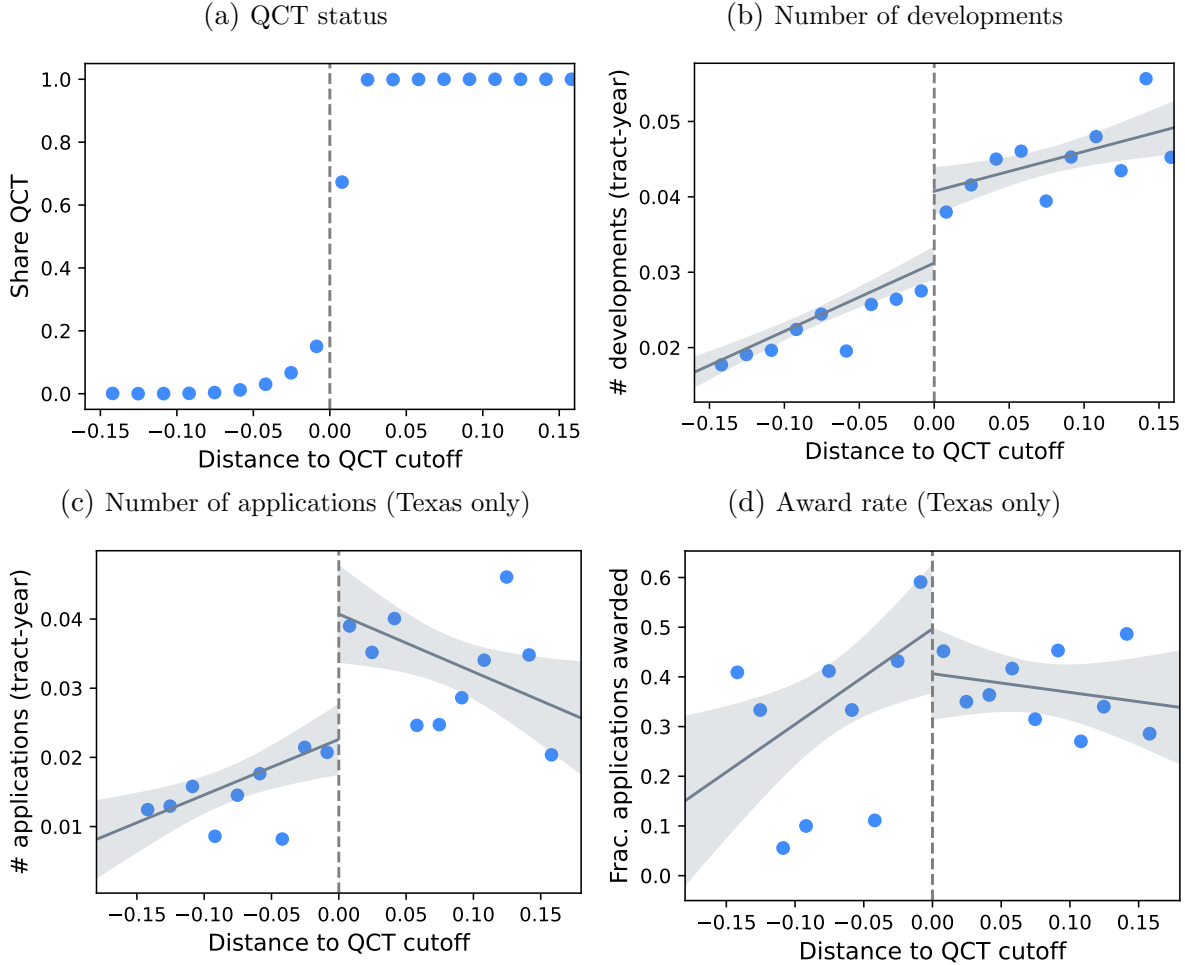 (a) QCT status
1.0
0.8
0.6
0.4
0.2
0.0
Share QCT
−0.15 −0.10 −0.05 0.00 0.05 0.10 0.15
Distance to QCT cutoff
(b) Number of developments
0.05
0.04
0.03
0.02
# developments (tract-year)
−0.15 −0.10 −0.05 0.00 0.05 0.10 0.15
Distance to QCT cutoff
(c) Number of applications (Texas only)
0.04
0.03
0.02
0.01
# applications (tract-year)
−0.15 −0.10 −0.05 0.00 0.05 0.10 0.15
Distance to QCT cutoff
(d) Award rate (Texas only)
0.6
0.5
0.4
0.3
0.2
0.1
0.0
Frac. applications awarded
−0.15 −0.10 −0.05 0.00 0.05 0.10 0.15
Distance to QCT cutoff